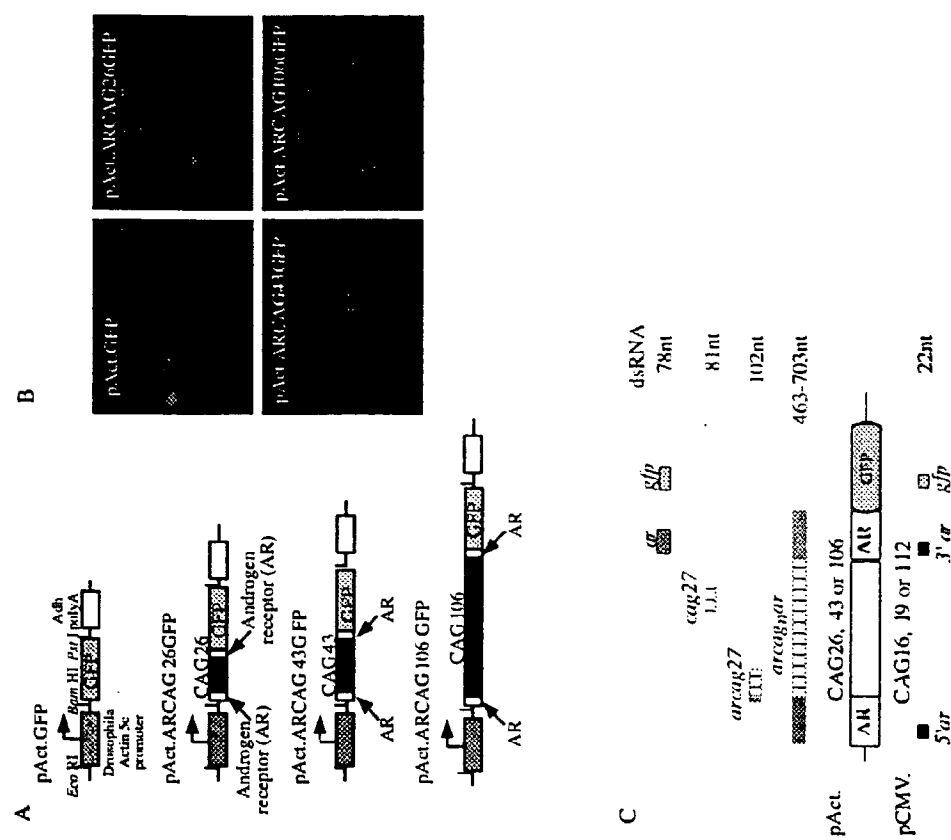 A
pAct.GFP
Eco RI Bam HI Pst I
Adh
polyA
GFP
Drosophila
Actin 5c
promoter
pAct.ARCAG 26GFP
CAG26
GFP
Androgen
receptor (AR)
Androgen
receptor (AR)
pAct.ARCAG 43GFP
CAG43
GFP
AR
AR
pAct.ARCAG 106 GFP
CAG 106
GFP
AR
AR
B
pAct.GFP
pAct.ARCAG26GFP
pAct.ARCAG43GFP
pAct.ARCAG106GFP
C
dsRNA
ar gfp 78nt
cag27 81nt
arcag27 102nt
arcag ar 463-703nt
pAct. AR CAG26, 43 or 106 AR GFP
pCMV. CAG16, 19 or 112
5'ar 3' ar gfp 22nt